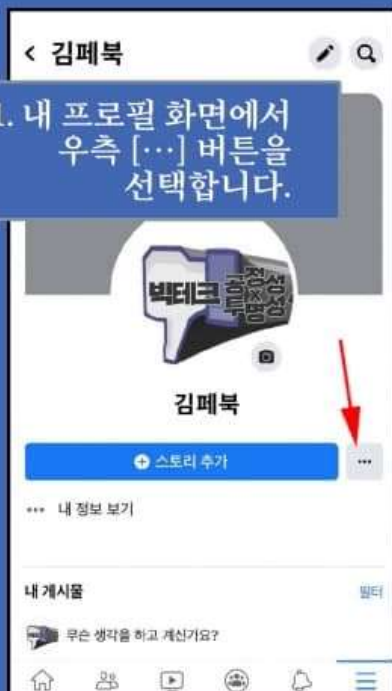 김페북
1. 내 프로필 화면에서
우측 [···] 버튼을
선택합니다.
빅테크 공정성
투명성
×
김페북
스토리 추가
···
··· 내 정보 보기
내 게시물
필터
무슨 생각을 하고 계신가요?